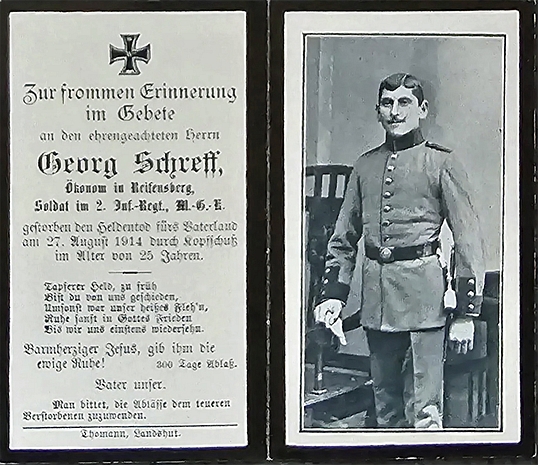 Zur frommen Erinnerung
im Gebete
an den ehrengeachteten Herrn
Georg Schreff,
Ökonom in Reifensberg,
Soldat im 2. Inf.-Regt., M.-G.-K.
gestorben den Heldentod fürs Vaterland
am 27. August 1914 durch Kopfschuß
im Alter von 25 Jahren.
Tapferer Held, zu früh
Bist du von uns geschieden,
Umsonst war unser heißes Fleh'n,
Ruhe sanft in Gottes Frieden
Bis wir uns einstens wiedersehn.
Barmherziger Jesus, gib ihm die
ewige Ruhe! 300 Tage Ablaß.
Vater unser.
Man bittet, die Ablässe dem teueren
Verstorbenen zuzuwenden.
Thomann, Landshut.